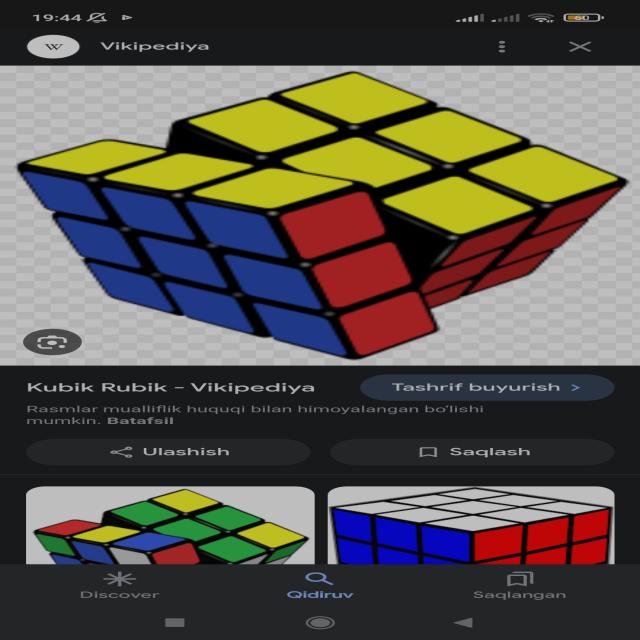 19:44
60
W
Vikipediya
Kubik Rubik - Vikipediya
Tashrif buyurish >
Rasmlar mualliflik huquqi bilan himoyalangan bo'lishi
mumkin. Batafsil
Ulashish
Saqlash
Discover
Qidiruv
Saqlangan